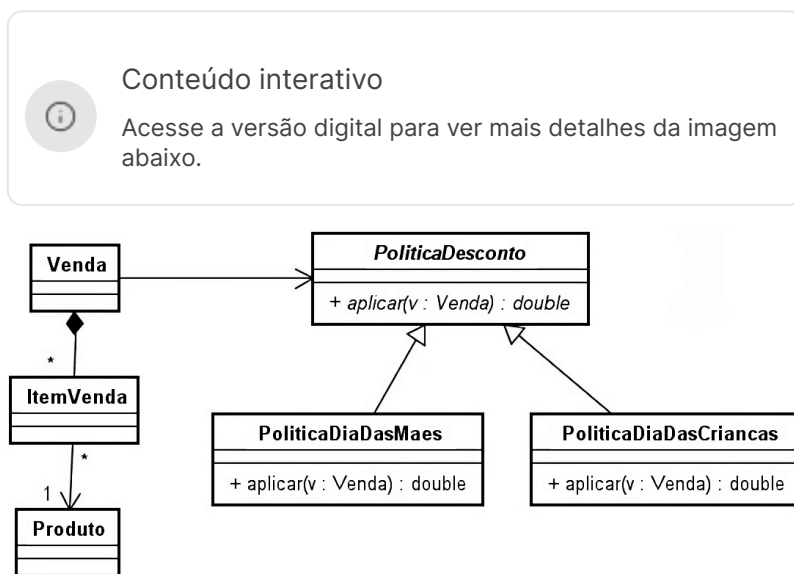 Conteúdo interativo
Acesse a versão digital para ver mais detalhes da imagem
abaixo.
Venda
PoliticaDesconto
+ aplicar(v : Venda) : double
*
ItemVenda
*
1
Produto
PoliticaDiaDasMaes
+ aplicar(v : Venda) : double
PoliticaDiaDasCriancas
+ aplicar(v : Venda) : double